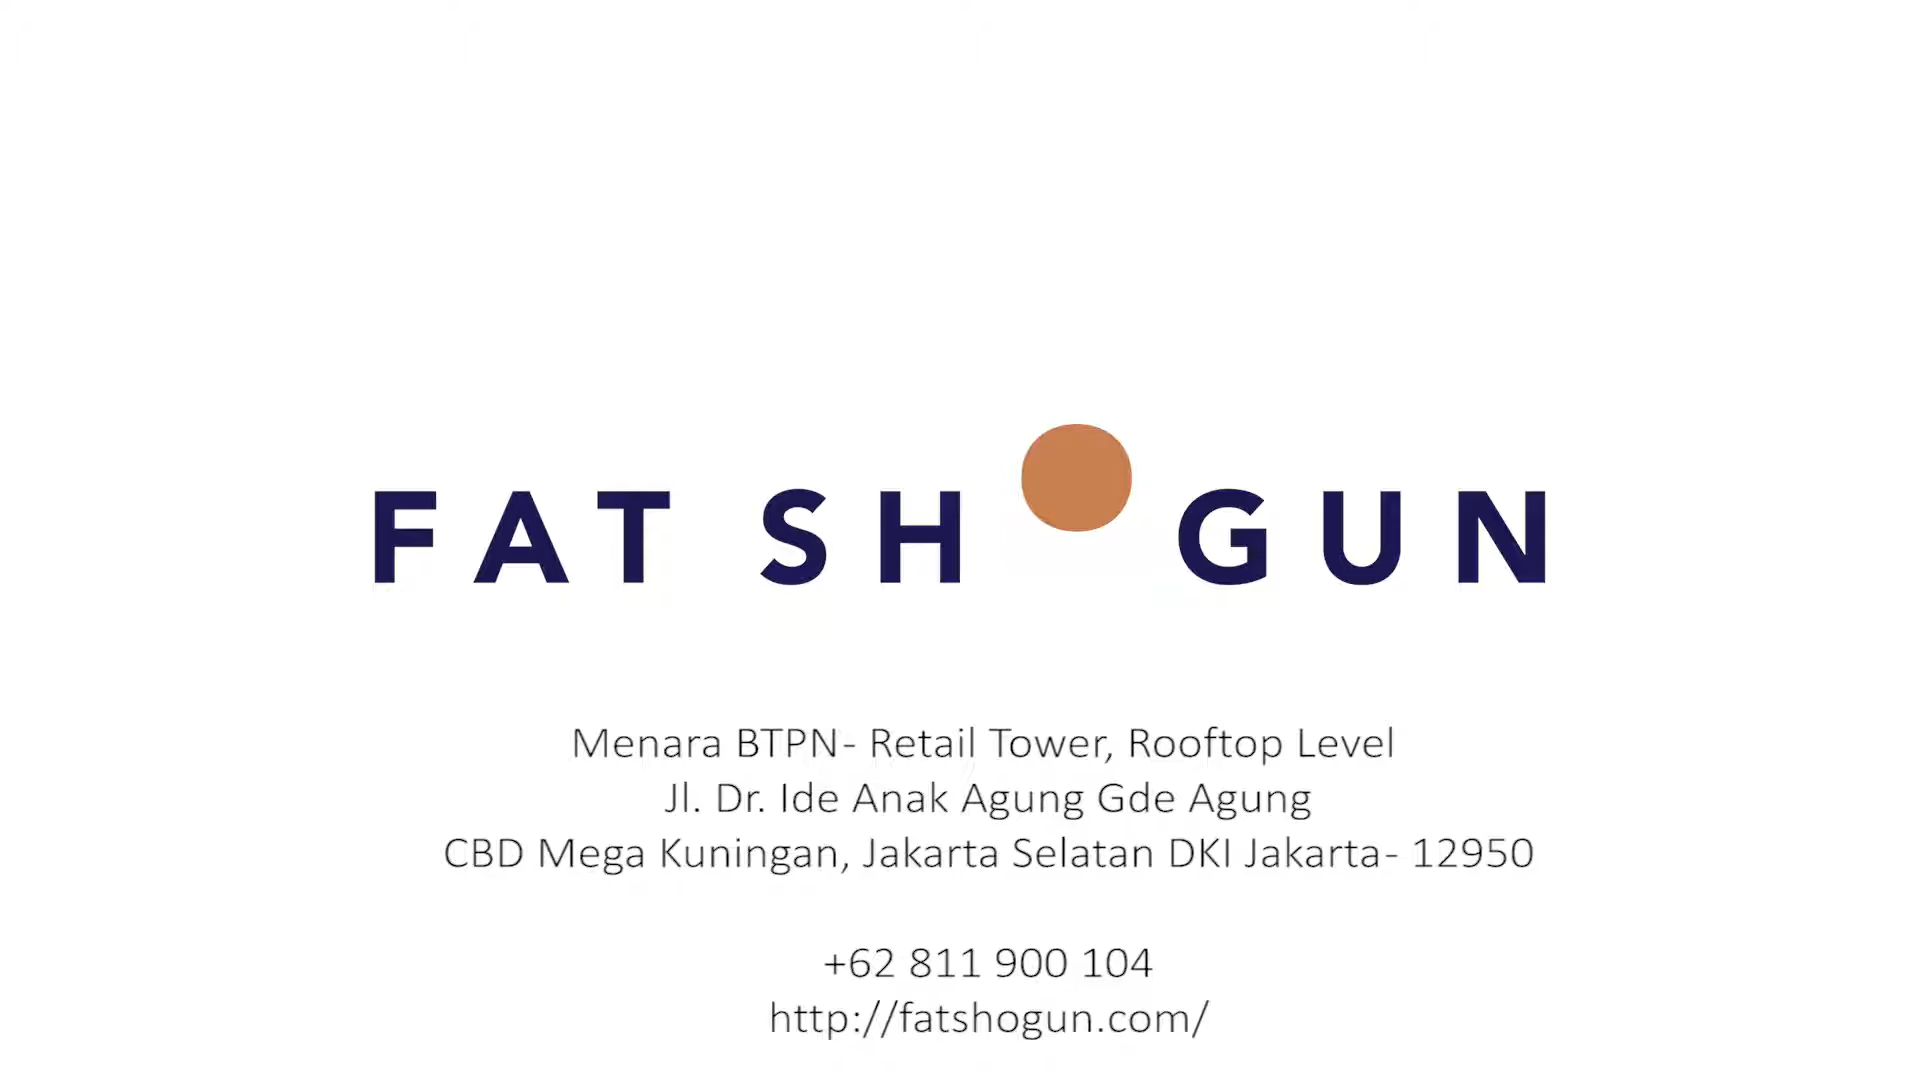 FAT SHOGUN
Menara BTPN- Retail Tower, Rooftop Level
Jl. Dr. Ide Anak Agung Gde Agung
CBD Mega Kuningan, Jakarta Selatan DKI Jakarta- 12950
+62 811 900 104
http://fatshogun.com/